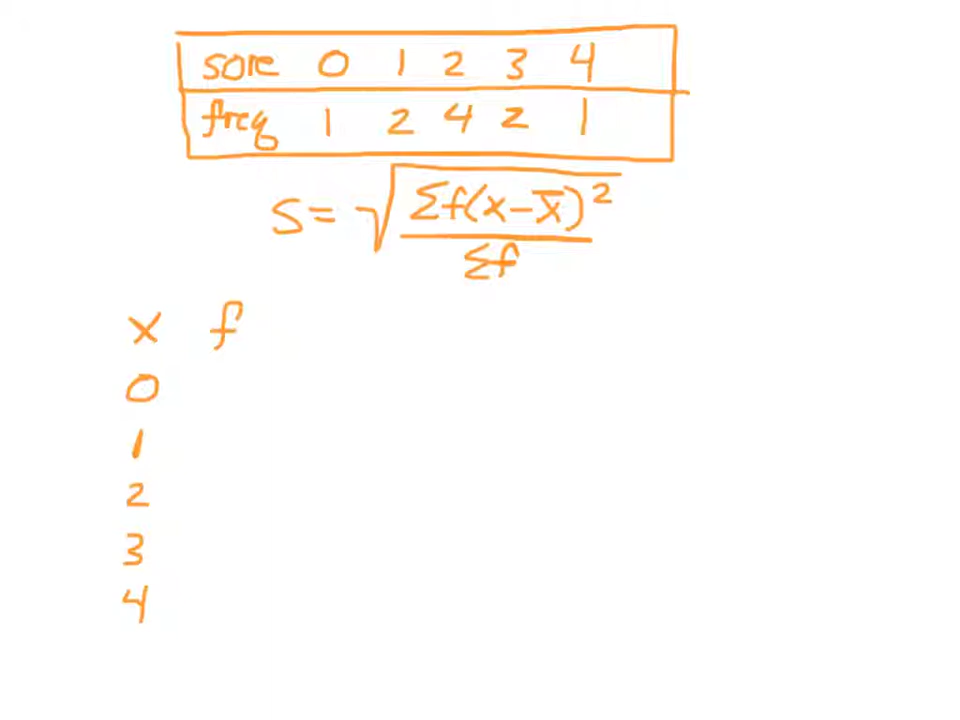 sore 0 1 2 3 4
freq 1 2 4 2 1
S = √(Σf(x-x̄)²/Σf)
x f
0
1
2
3
4